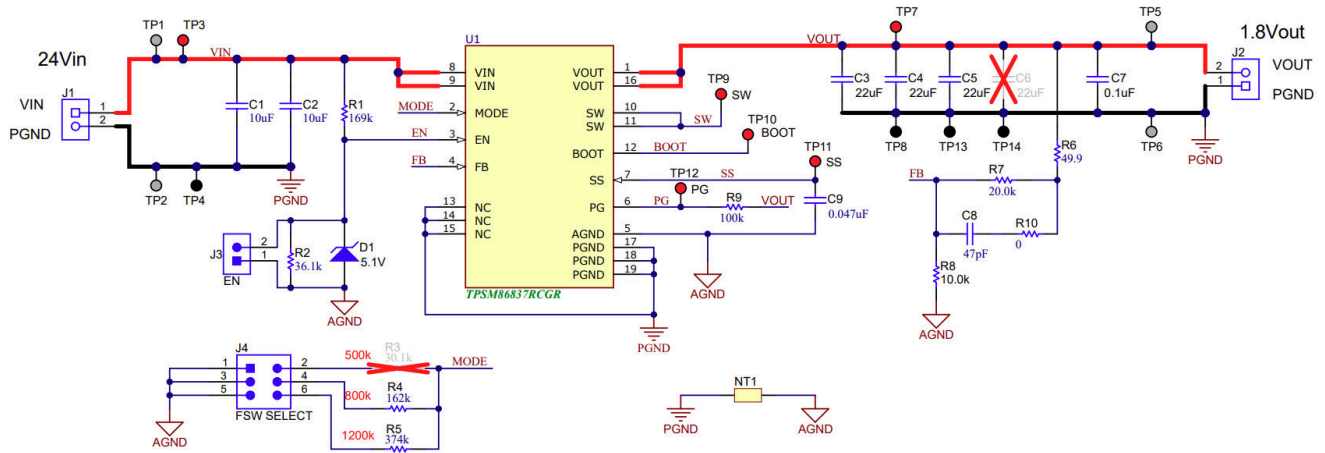 24Vin
J1
VIN
PGND
1
2
TP1
TP3
VIN
TP2
TP4
C1
10uF
C2
10uF
PGND
R1
169k
MODE
EN
FB
J3
2
1
EN
R2
36.1k
D1
5.1V
AGND
U1
8
VIN
9
VIN
2
MODE
3
EN
4
FB
13
NC
14
NC
15
NC
VOUT
1
VOUT
16
SW
10
SW
11
BOOT
12
SS
7
PG
6
AGND
5
PGND
17
PGND
18
PGND
19
TPSM86837RCGR
PGND
TP9
SW
SW
TP10
BOOT
BOOT
TP11
SS
SS
TP12
PG
PG
R9
100k
VOUT
C9
0.047uF
AGND
VOUT
TP7
C3
22uF
C4
22uF
C5
22uF
C6
22uF
C7
0.1uF
TP8
TP13
TP14
TP5
TP6
1.8Vout
J2
VOUT
PGND
2
1
PGND
R6
49.9
FB
R7
20.0k
C8
47pF
R10
0
R8
10.0k
AGND
J4
1
3
5
2
4
6
FSW SELECT
AGND
500k
R3
30.1k
MODE
800k
R4
162k
1200k
R5
374k
NT1
PGND
AGND